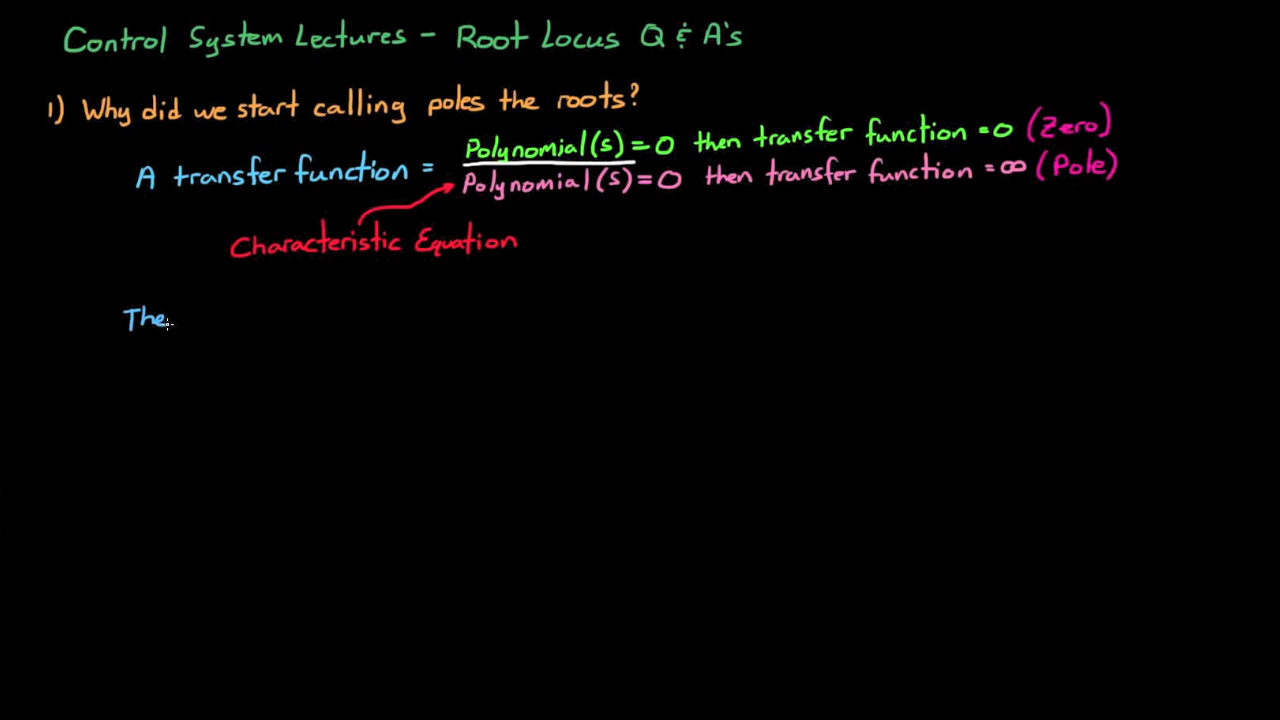 Control System Lectures - Root Locus Q & A's
1) Why did we start calling poles the roots?
Polynomial(s) = 0 then transfer function = 0 (Zero)
A transfer function =
Polynomial(s) = 0 then transfer function = ∞ (Pole)
Characteristic Equation
The